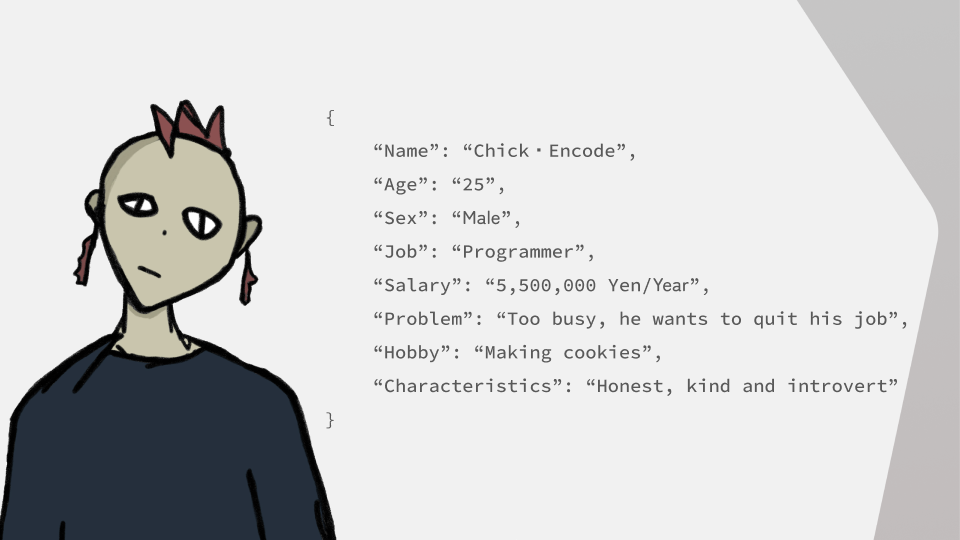 {
“Name”: “Chick・Encode”,
“Age”: “25”,
“Sex”: “Male”,
“Job”: “Programmer”,
“Salary”: “5,500,000 Yen/Year”,
“Problem”: “Too busy, he wants to quit his job”,
“Hobby”: “Making cookies”,
“Characteristics”: “Honest, kind and introvert”
}